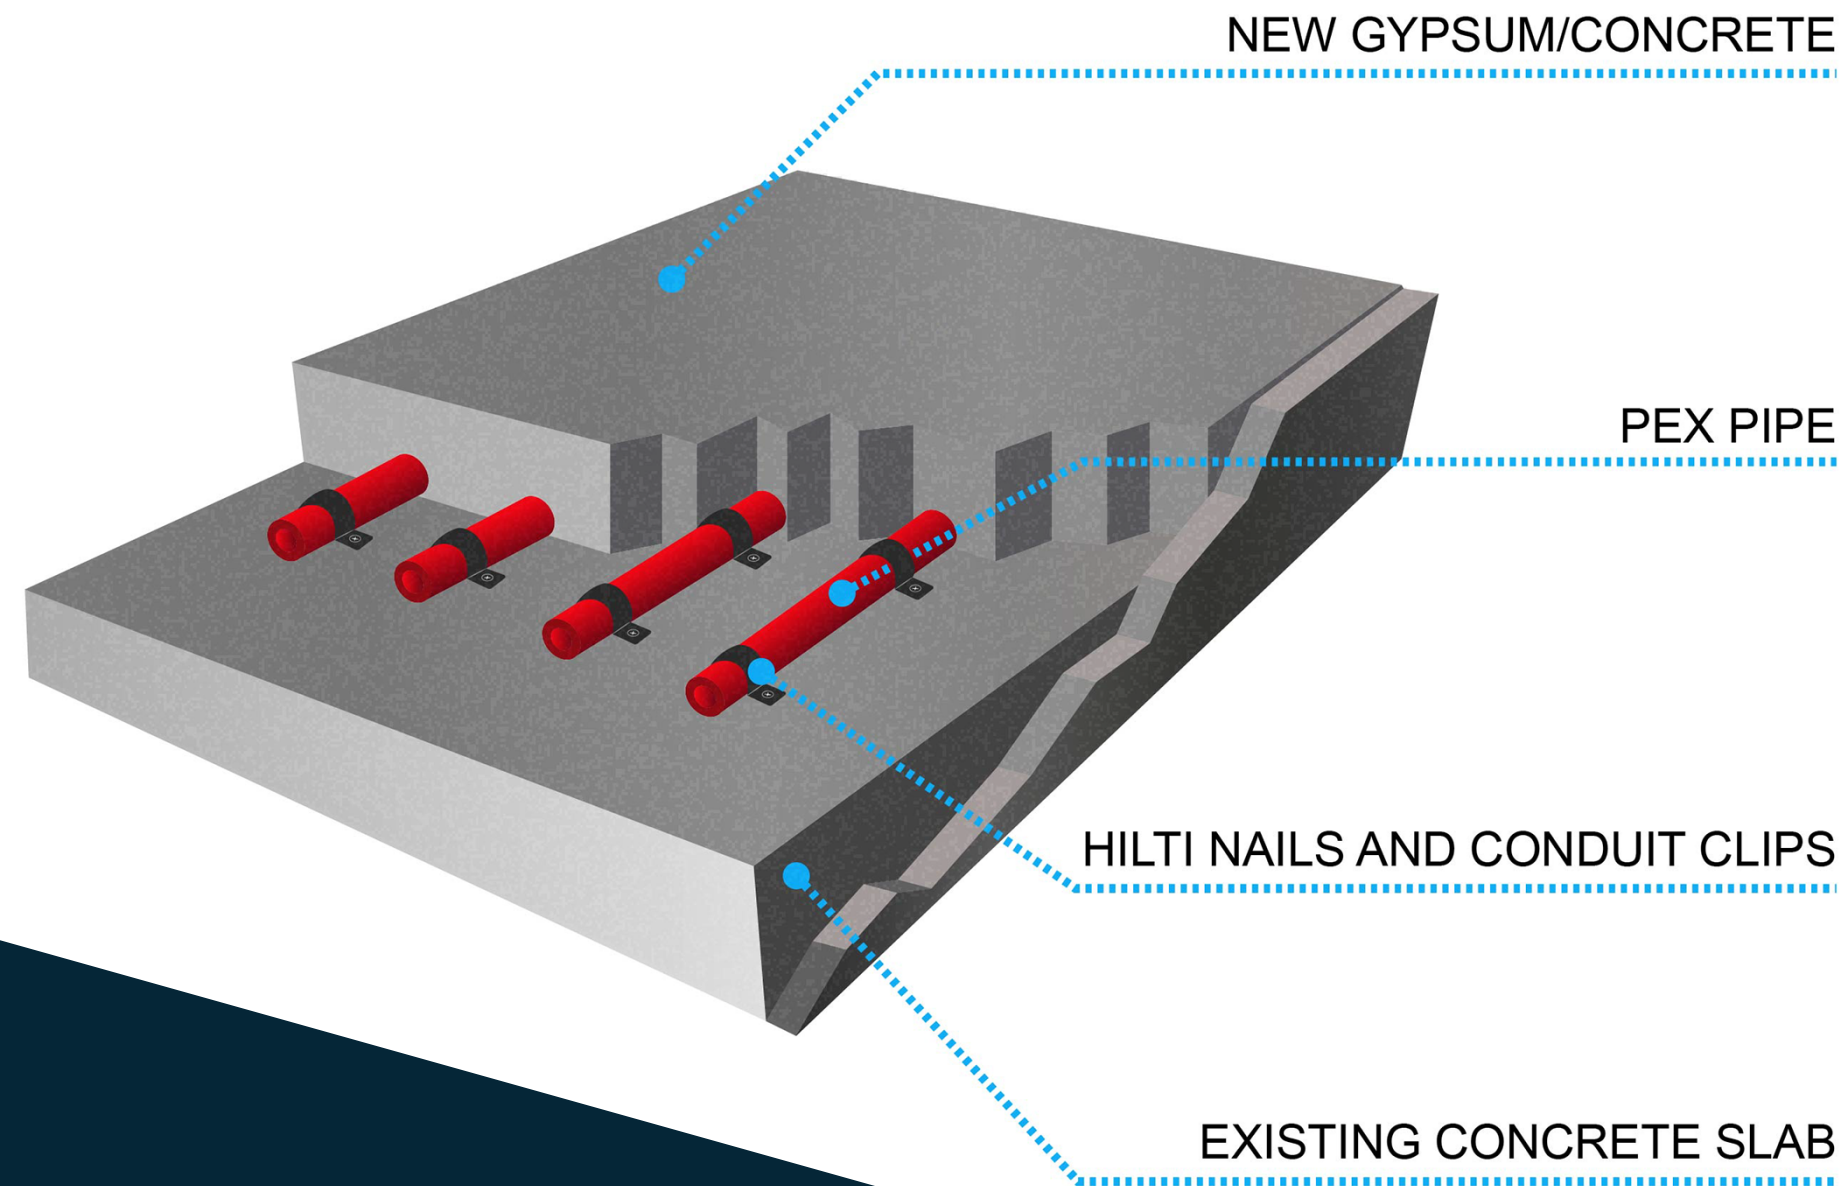 NEW GYPSUM/CONCRETE
PEX PIPE
HILTI NAILS AND CONDUIT CLIPS
EXISTING CONCRETE SLAB